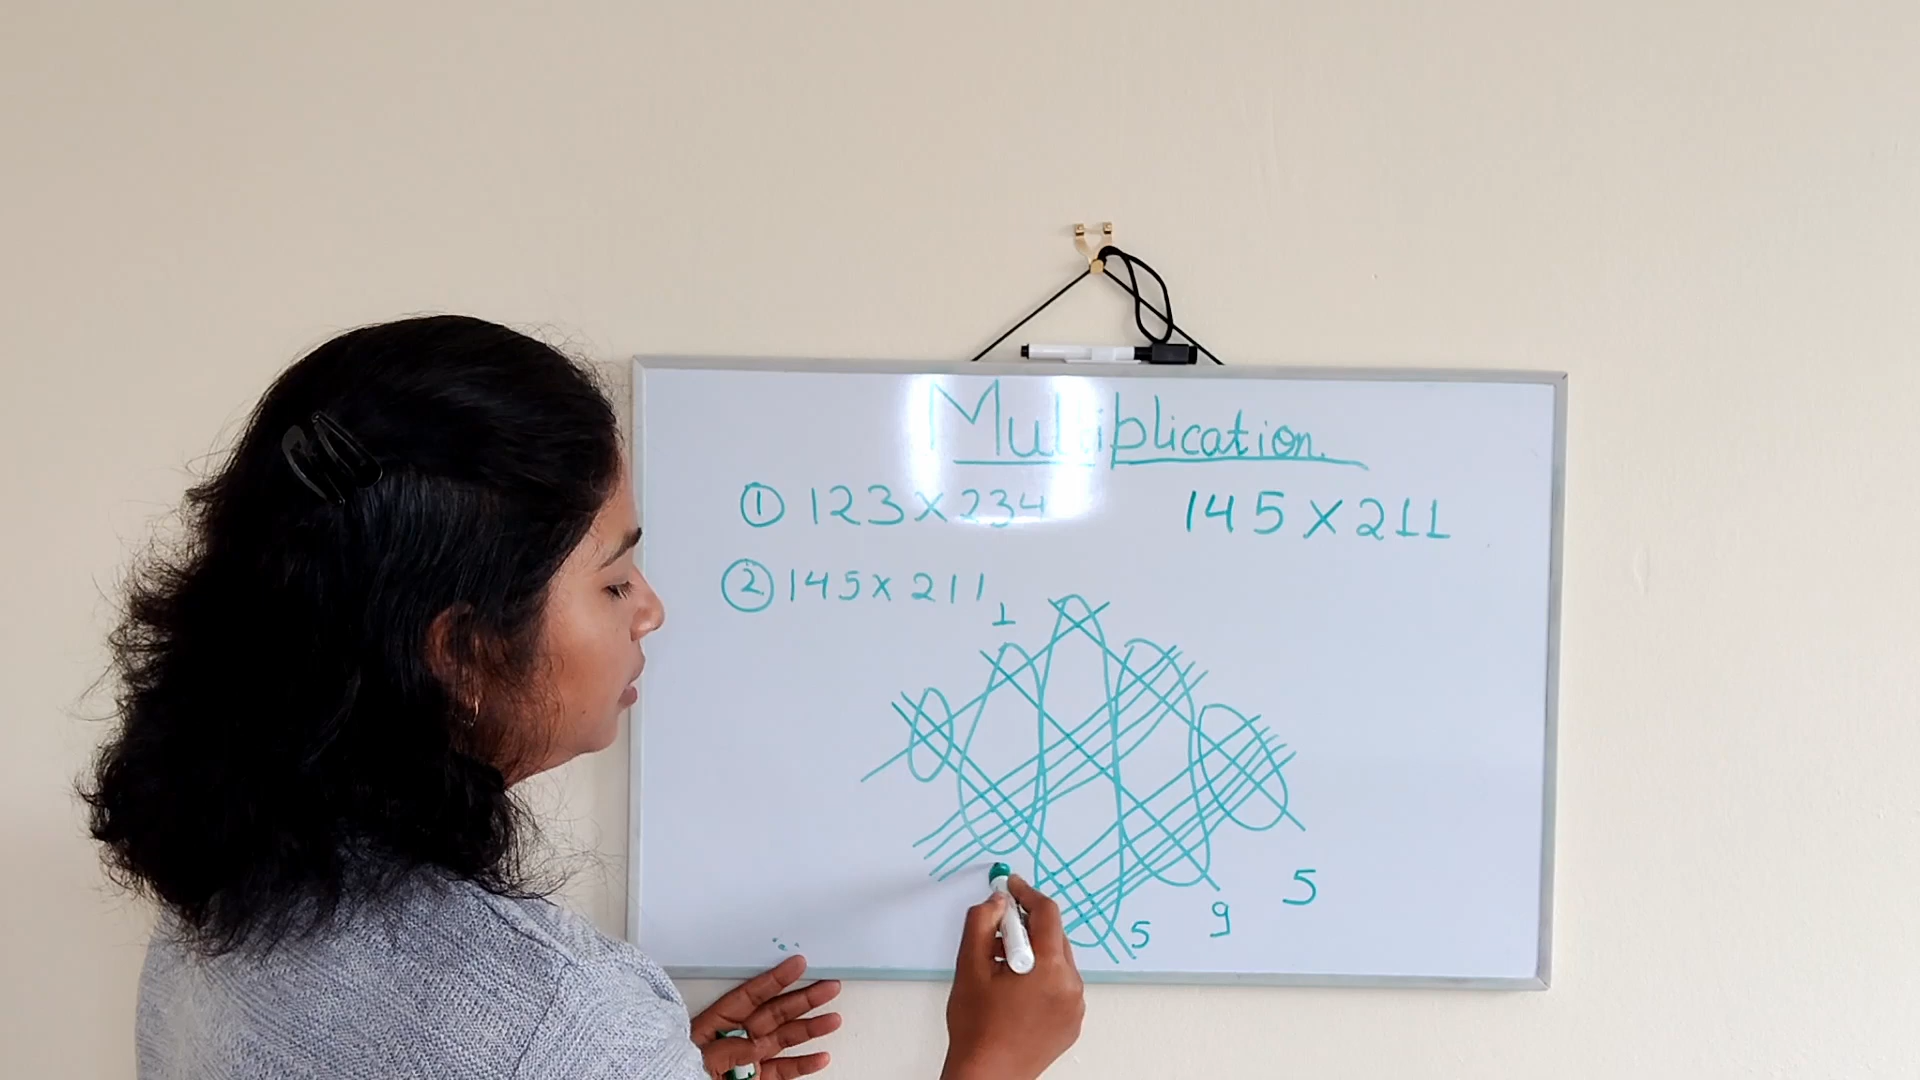 Multiplication.
① 123 X 234
145 X 211
② 145 X 211
1
5
9
5